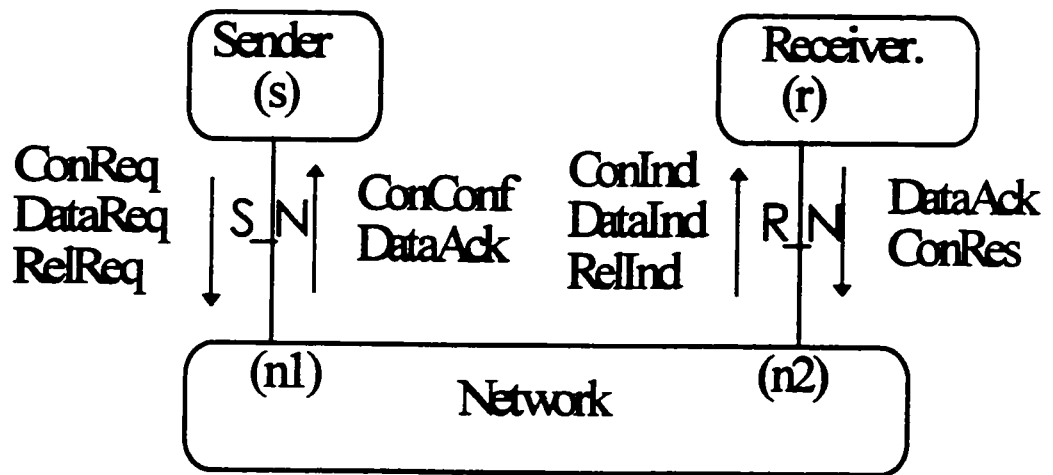 Sender
(s)
Receiver.
(r)
ConReq
DataReq
RelReq
S_N
ConConf
DataAck
ConInd
DataInd
RelInd
R_N
DataAck
ConRes
(n1)
Network
(n2)